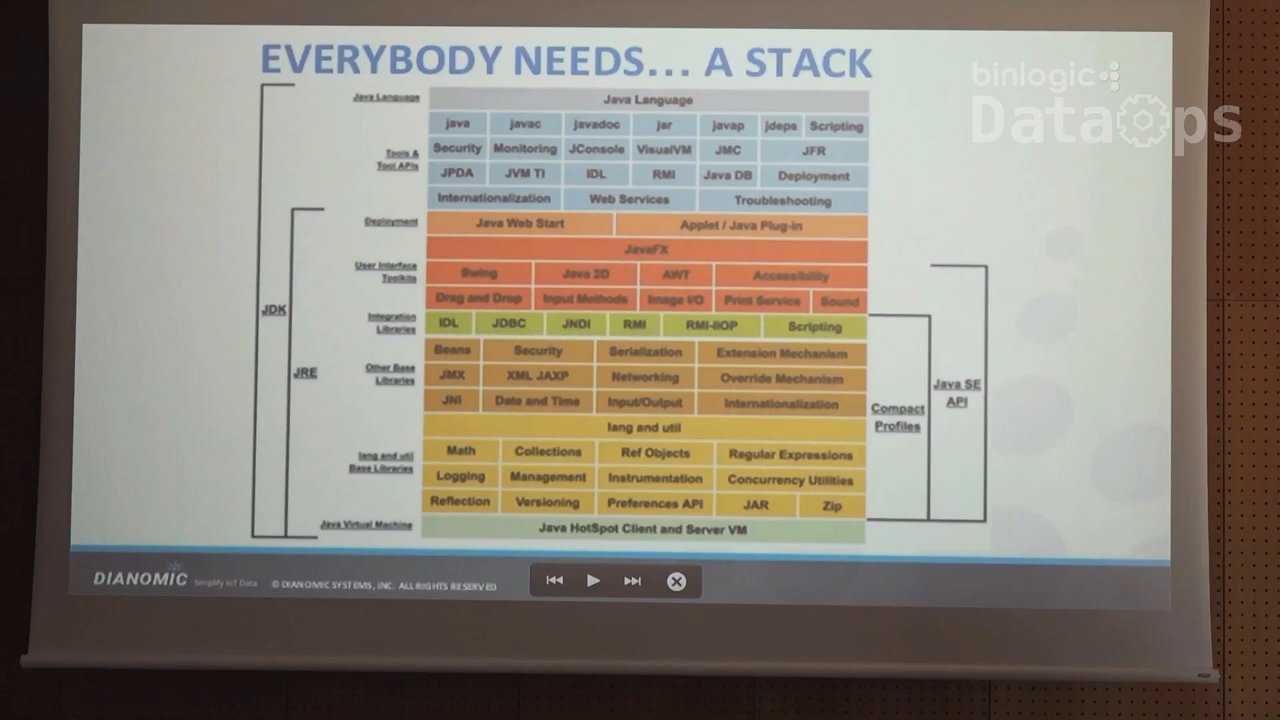 EVERYBODY NEEDS... A STACK
binlogic
DataOps
Java Language
Java Language
java javac javadoc jar javap jdeps Scripting
Tools &
Tool APIs
Security Monitoring JConsole VisualVM JMC JFR
JPDA JVM TI IDL RMI Java DB Deployment
Internationalization Web Services Troubleshooting
Deployment
Java Web Start Applet / Java Plug-in
JavaFX
User Interface
Toolkits
Swing Java 2D AWT Accessibility
Drag and Drop Input Methods Image I/O Print Service Sound
Integration
Libraries
IDL JDBC JNDI RMI RMI-IIOP Scripting
JDK
JRE
Other Base
Libraries
Beans Security Serialization Extension Mechanism
JMX XML JAXP Networking Override Mechanism
JNI Date and Time Input/Output Internationalization
Java SE
API
Compact
Profiles
lang and util
lang and util
Base Libraries
Math Collections Ref Objects Regular Expressions
Logging Management Instrumentation Concurrency Utilities
Reflection Versioning Preferences API JAR Zip
Java Virtual Machine
Java HotSpot Client and Server VM
DIANOMIC Simplify IoT Data © DIANOMIC SYSTEMS, INC. ALL RIGHTS RESERVED